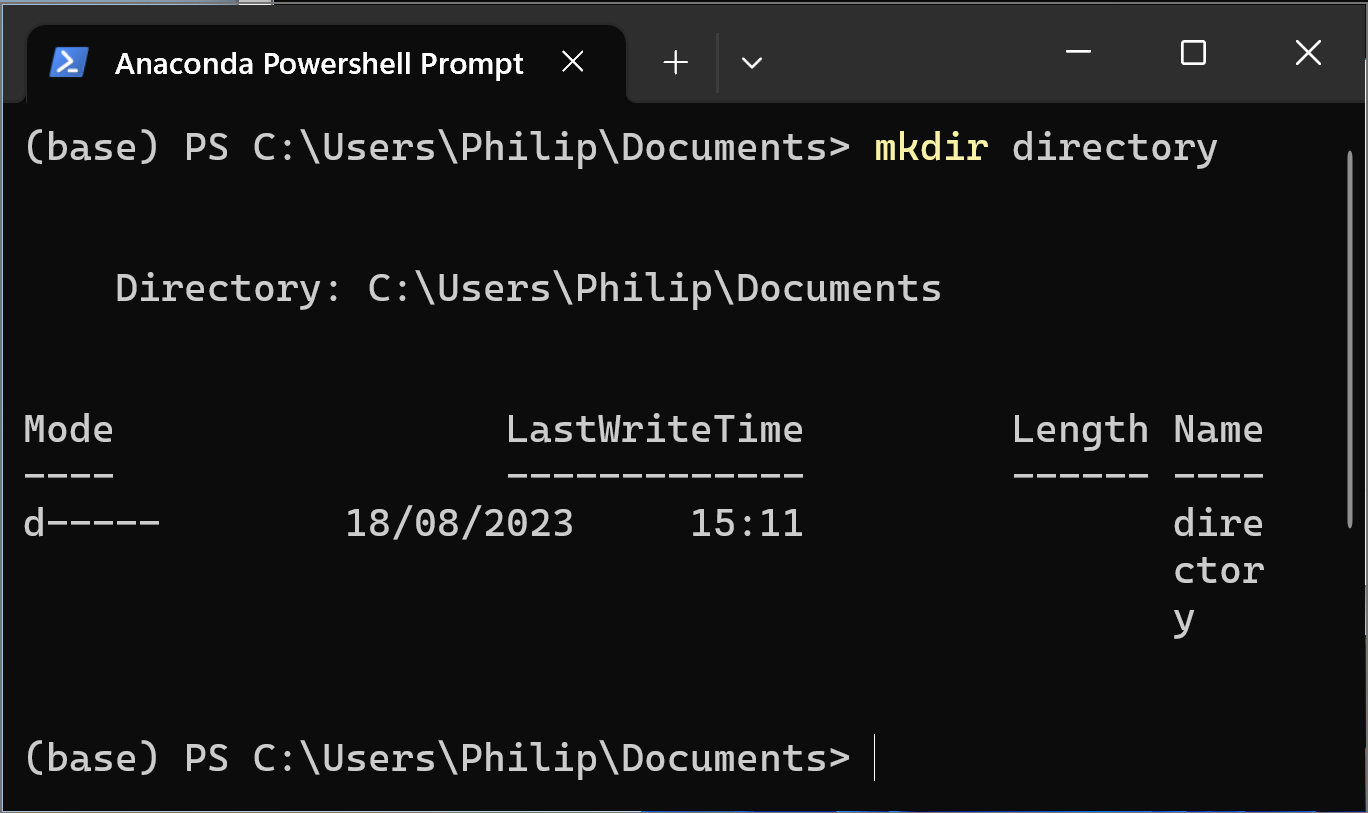 Anaconda Powershell Prompt
(base) PS C:\Users\Philip\Documents> mkdir directory
Directory: C:\Users\Philip\Documents
Mode LastWriteTime Length Name
---- ------------- ------ ----
d----- 18/08/2023 15:11 dire
ctor
y
(base) PS C:\Users\Philip\Documents>